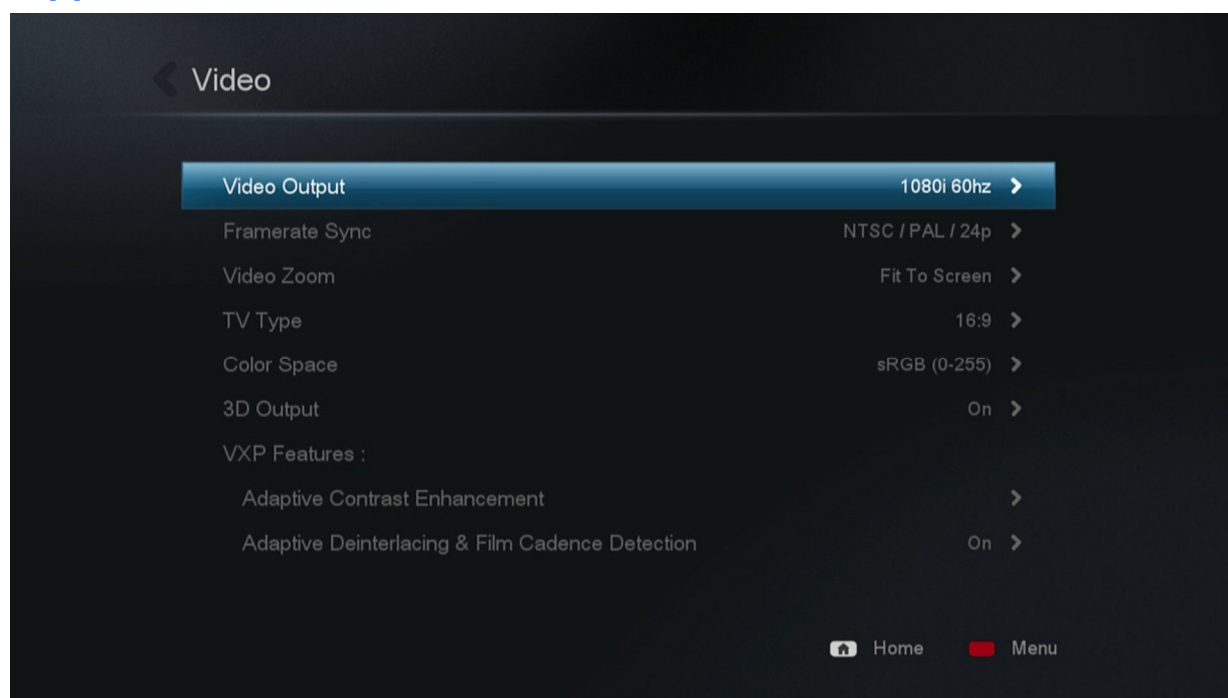 Video
Video Output 1080i 60hz
Framerate Sync NTSC / PAL / 24p
Video Zoom Fit To Screen
TV Type 16:9
Color Space sRGB (0-255)
3D Output On
VXP Features :
Adaptive Contrast Enhancement
Adaptive Deinterlacing & Film Cadence Detection On
Home Menu